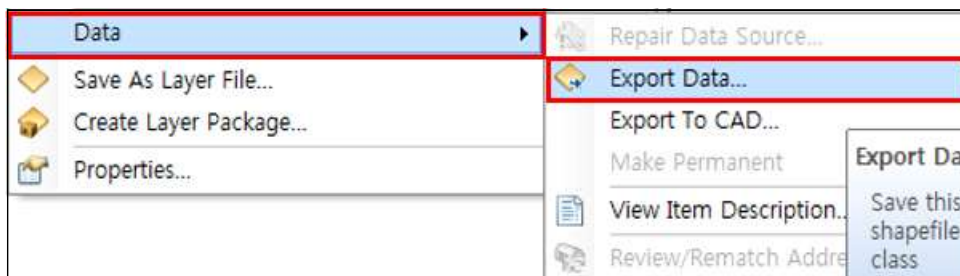 Data
Save As Layer File...
Create Layer Package...
Properties...
Repair Data Source...
Export Data...
Export To CAD...
Make Permanent
View Item Description..
Review/Rematch Addre
Export Da
Save this
shapefile
class